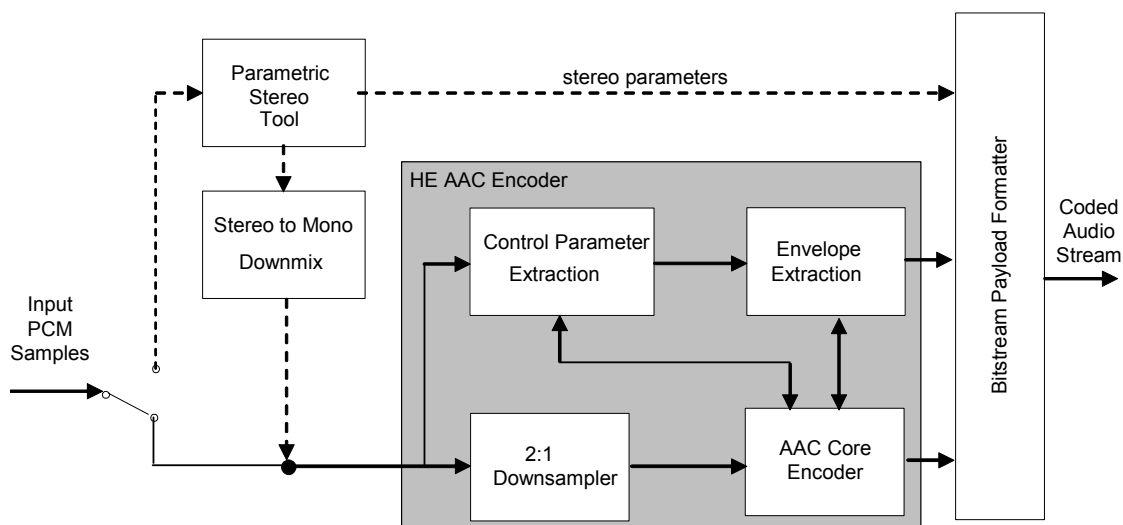 Parametric
Stereo
Tool
stereo parameters
Stereo to Mono
Downmix
HE AAC Encoder
Control Parameter
Extraction
Envelope
Extraction
Input
PCM
Samples
2:1
Downsampler
AAC Core
Encoder
Bitstream Payload Formatter
Coded
Audio
Stream